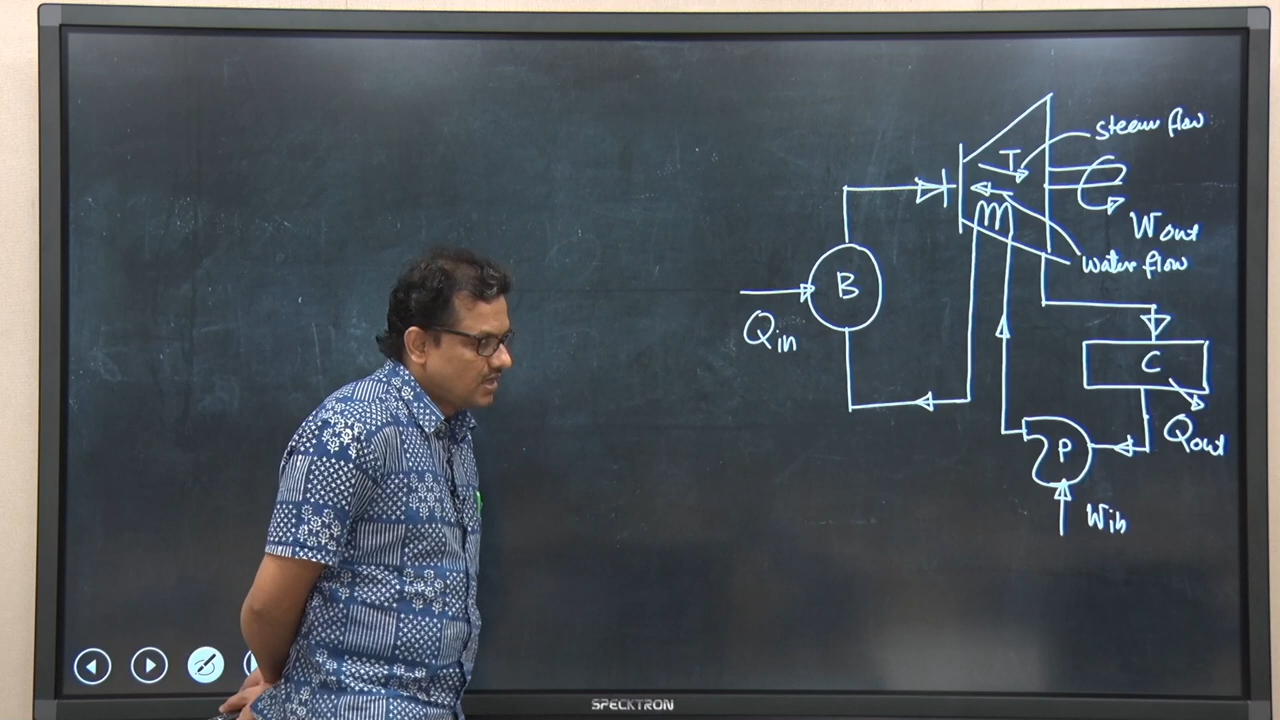 steam flow
T
Wout
water flow
B
Qin
C
Qout
P
Win
SPECKTRON